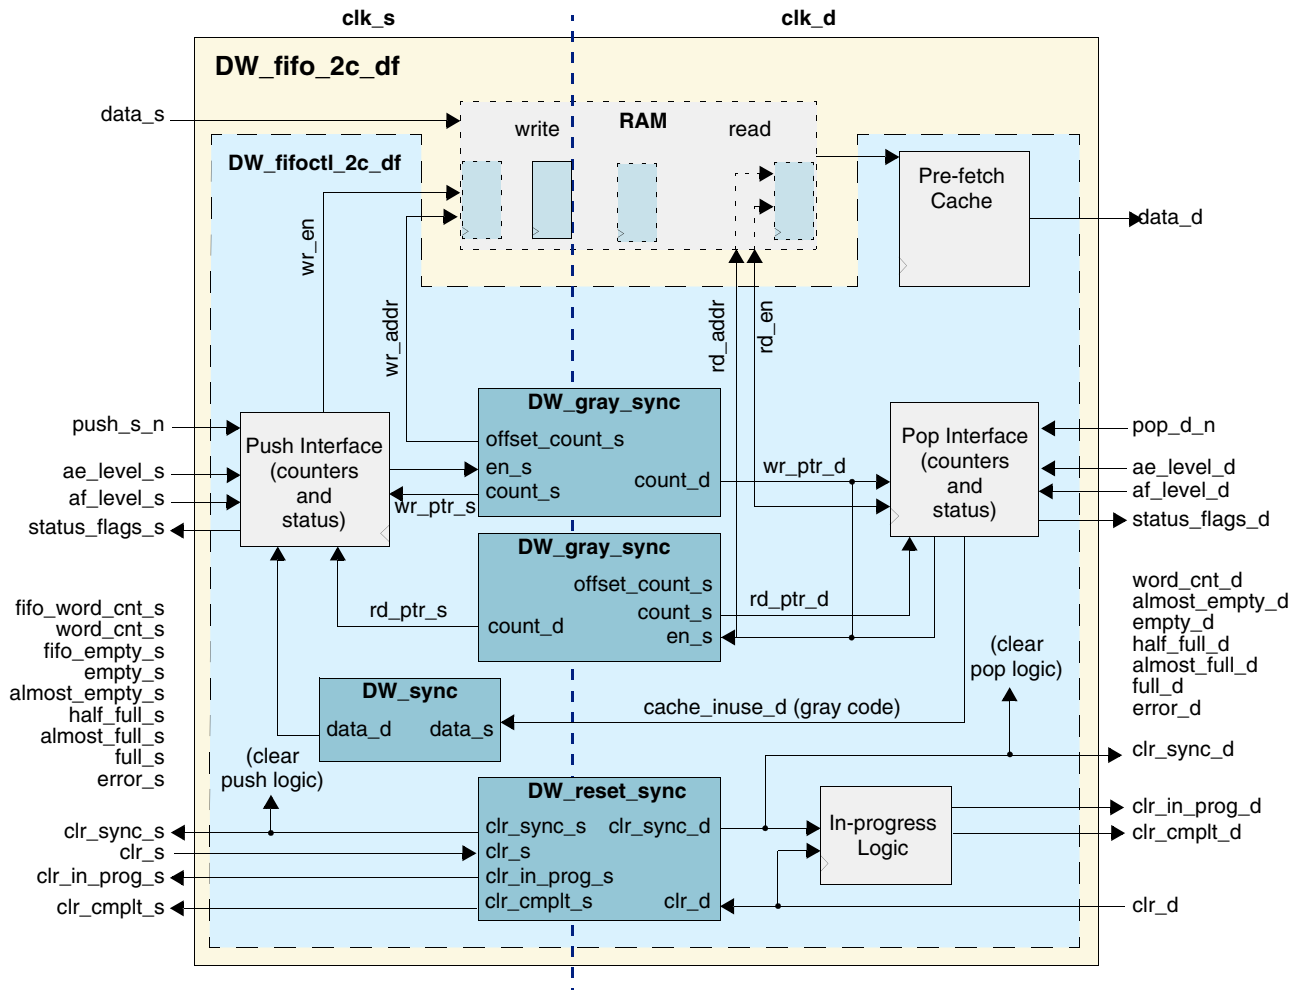 clk_s
clk_d
DW_fifo_2c_df
data_s
write
RAM
read
DW_fifoctl_2c_df
Pre-fetch
Cache
data_d
wr_en
wr_addr
rd_addr
rd_en
DW_gray_sync
offset_count_s
en_s
count_s
count_d
push_s_n
ae_level_s
af_level_s
status_flags_s
Push Interface
(counters
and
status)
wr_ptr_s
wr_ptr_d
Pop Interface
(counters
and
status)
pop_d_n
ae_level_d
af_level_d
status_flags_d
DW_gray_sync
offset_count_s
count_s
en_s
count_d
rd_ptr_s
rd_ptr_d
fifo_word_cnt_s
word_cnt_s
fifo_empty_s
empty_s
almost_empty_s
half_full_s
almost_full_s
full_s
error_s
word_cnt_d
almost_empty_d
empty_d
half_full_d
almost_full_d
full_d
error_d
(clear
pop logic)
DW_sync
data_d
data_s
cache_inuse_d (gray code)
(clear
push logic)
clr_sync_d
DW_reset_sync
clr_sync_s
clr_s
clr_in_prog_s
clr_cmplt_s
clr_sync_d
clr_d
In-progress
Logic
clr_sync_s
clr_s
clr_in_prog_s
clr_cmplt_s
clr_in_prog_d
clr_cmplt_d
clr_d